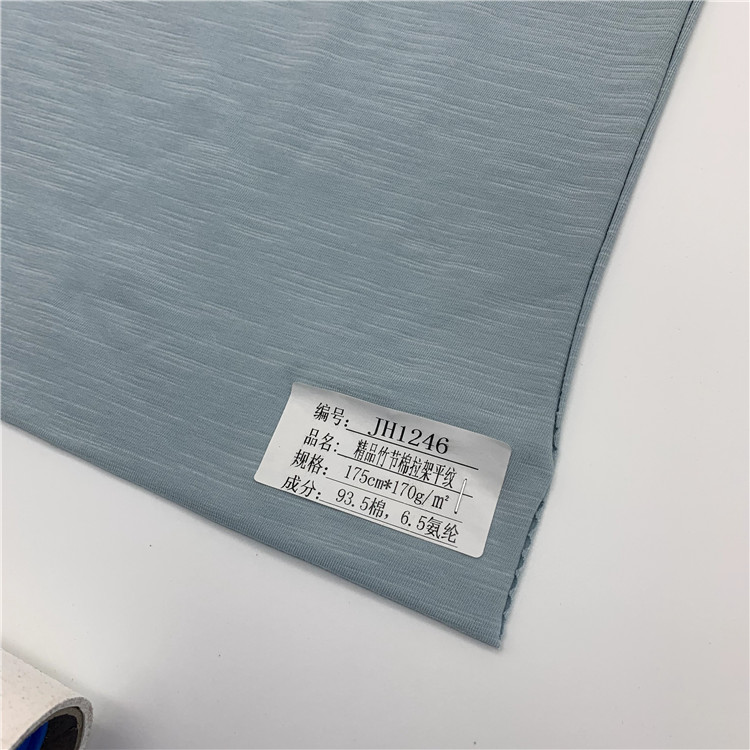 编号: JH1246
品名: 精品竹节棉拉架平纹
规格: 175cm*170g/㎡
成分: 93.5棉, 6.5氨纶